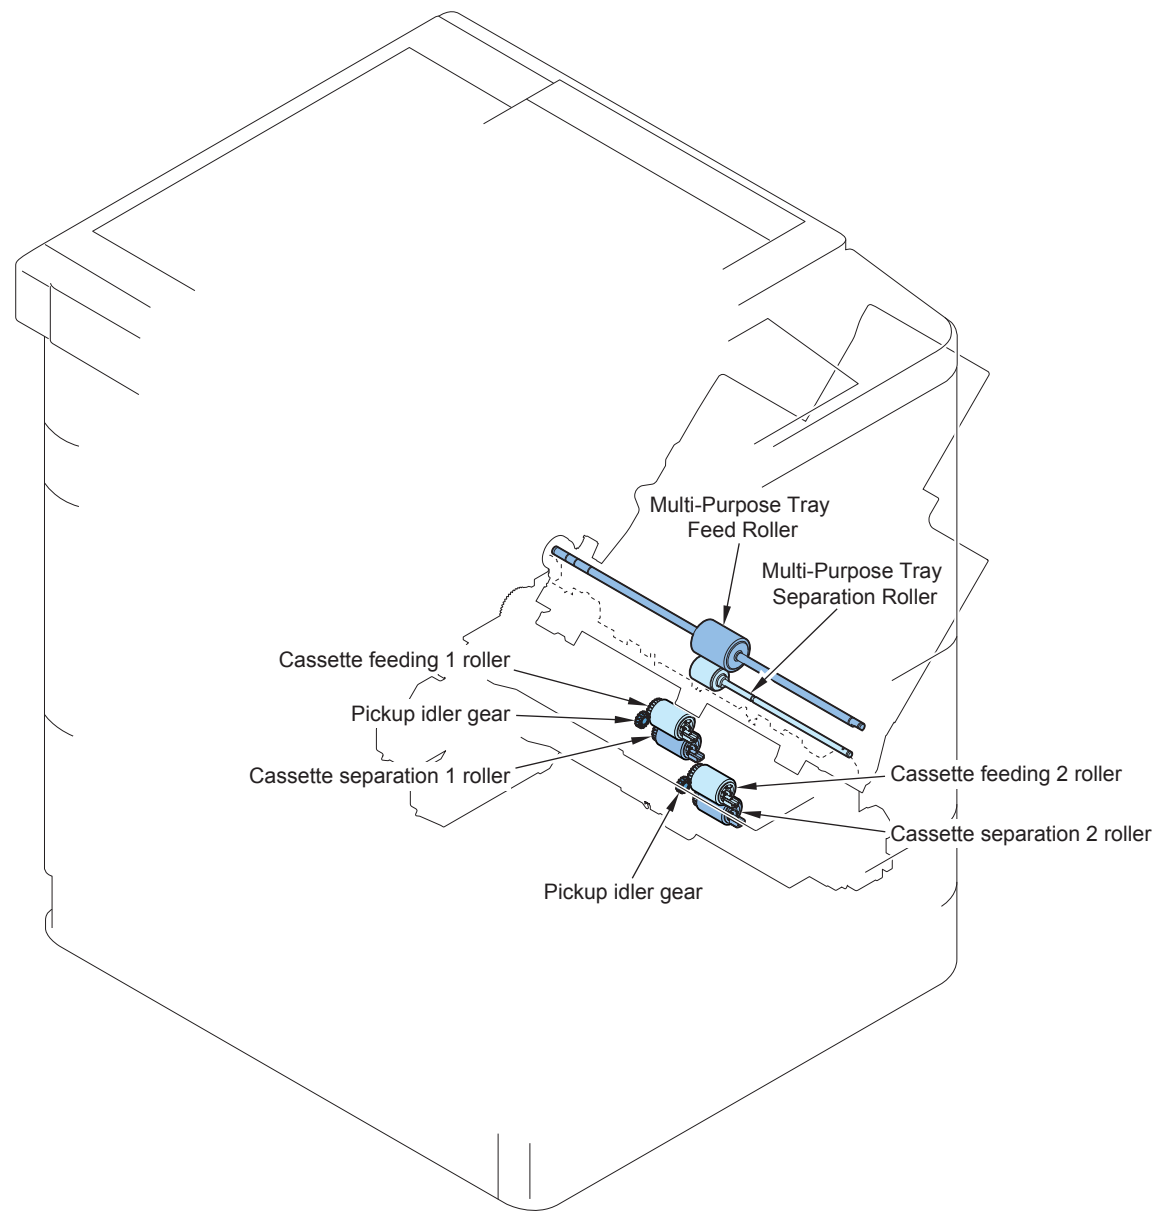 Multi-Purpose Tray
Feed Roller
Multi-Purpose Tray
Separation Roller
Cassette feeding 1 roller
Pickup idler gear
Cassette separation 1 roller
Cassette feeding 2 roller
Cassette separation 2 roller
Pickup idler gear